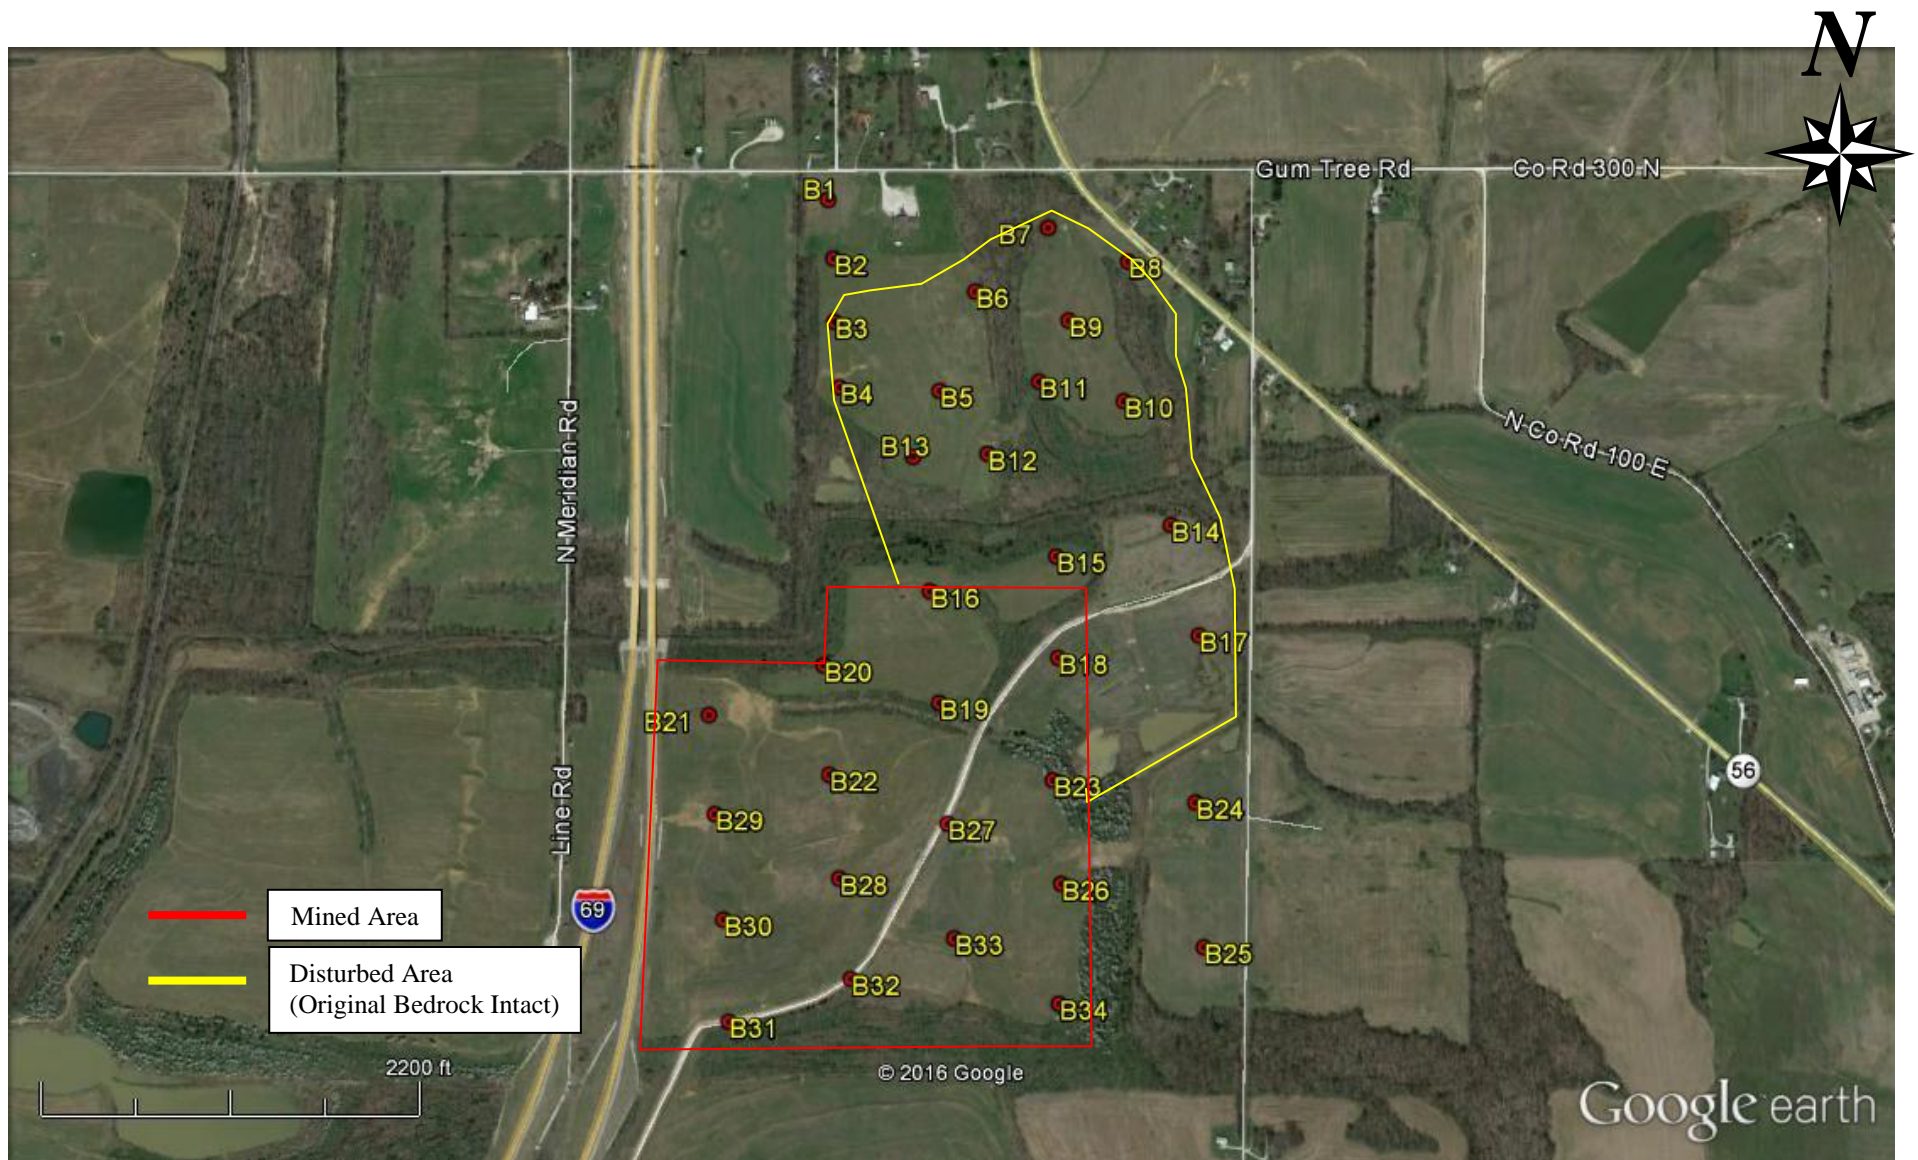 N
Gum Tree Rd
Co Rd 300 N
B1
B7
B2
B8
B6
B3
B9
B4
B5
B11
B10
N Co Rd 100 E
B13
B12
N Meridian Rd
B14
B15
B16
B17
B18
B20
B19
B21
56
B22
B23
B24
B29
B27
Line Rd
B28
B26
69
Mined Area
B30
B33
B25
Disturbed Area
(Original Bedrock Intact)
B32
B34
B31
2200 ft
© 2016 Google
Google earth